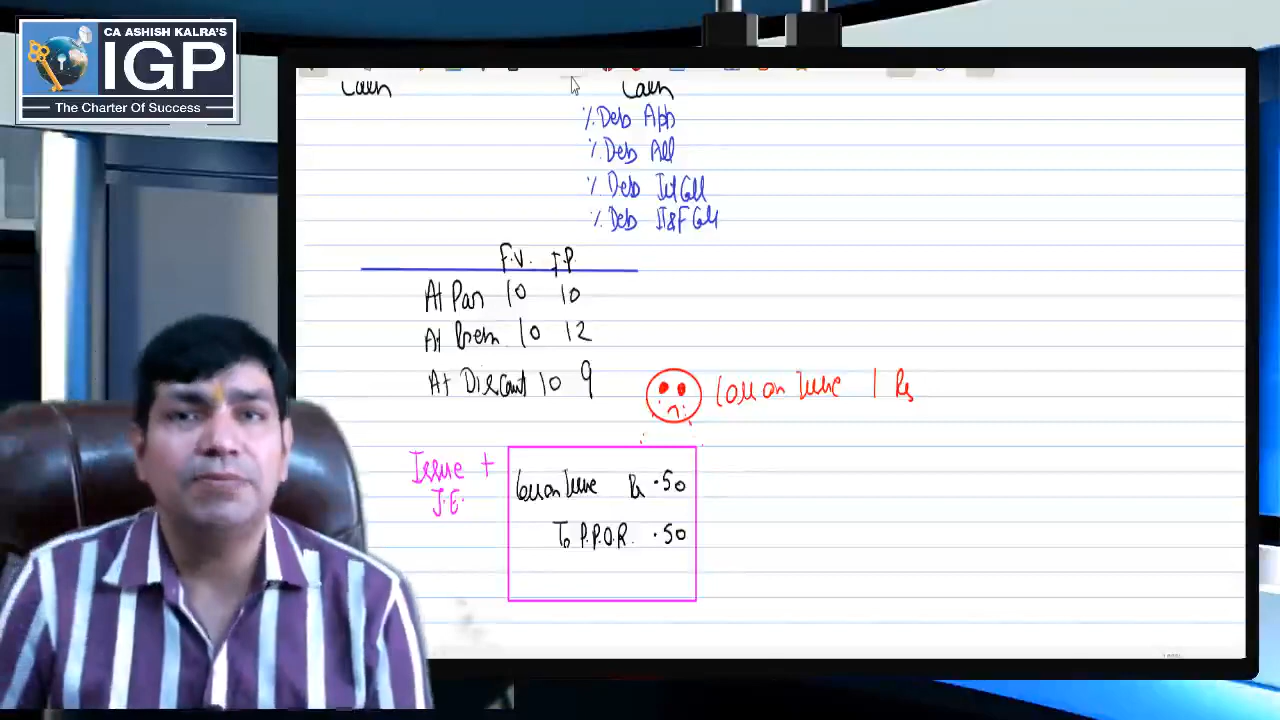 CA ASHISH KALRA'S
IGP
The Charter Of Success
Cash Cash
% Deb App
% Deb All
% Deb Ist Call
% Deb II&F Call
F.V. I.P.
At Par 10 10
At Prem 10 12
At Discount 10 9
Loss on Issue 1 Rs
Issue +
J.E.
Loss on Issue Rs .50
To P.P.O.R. .50